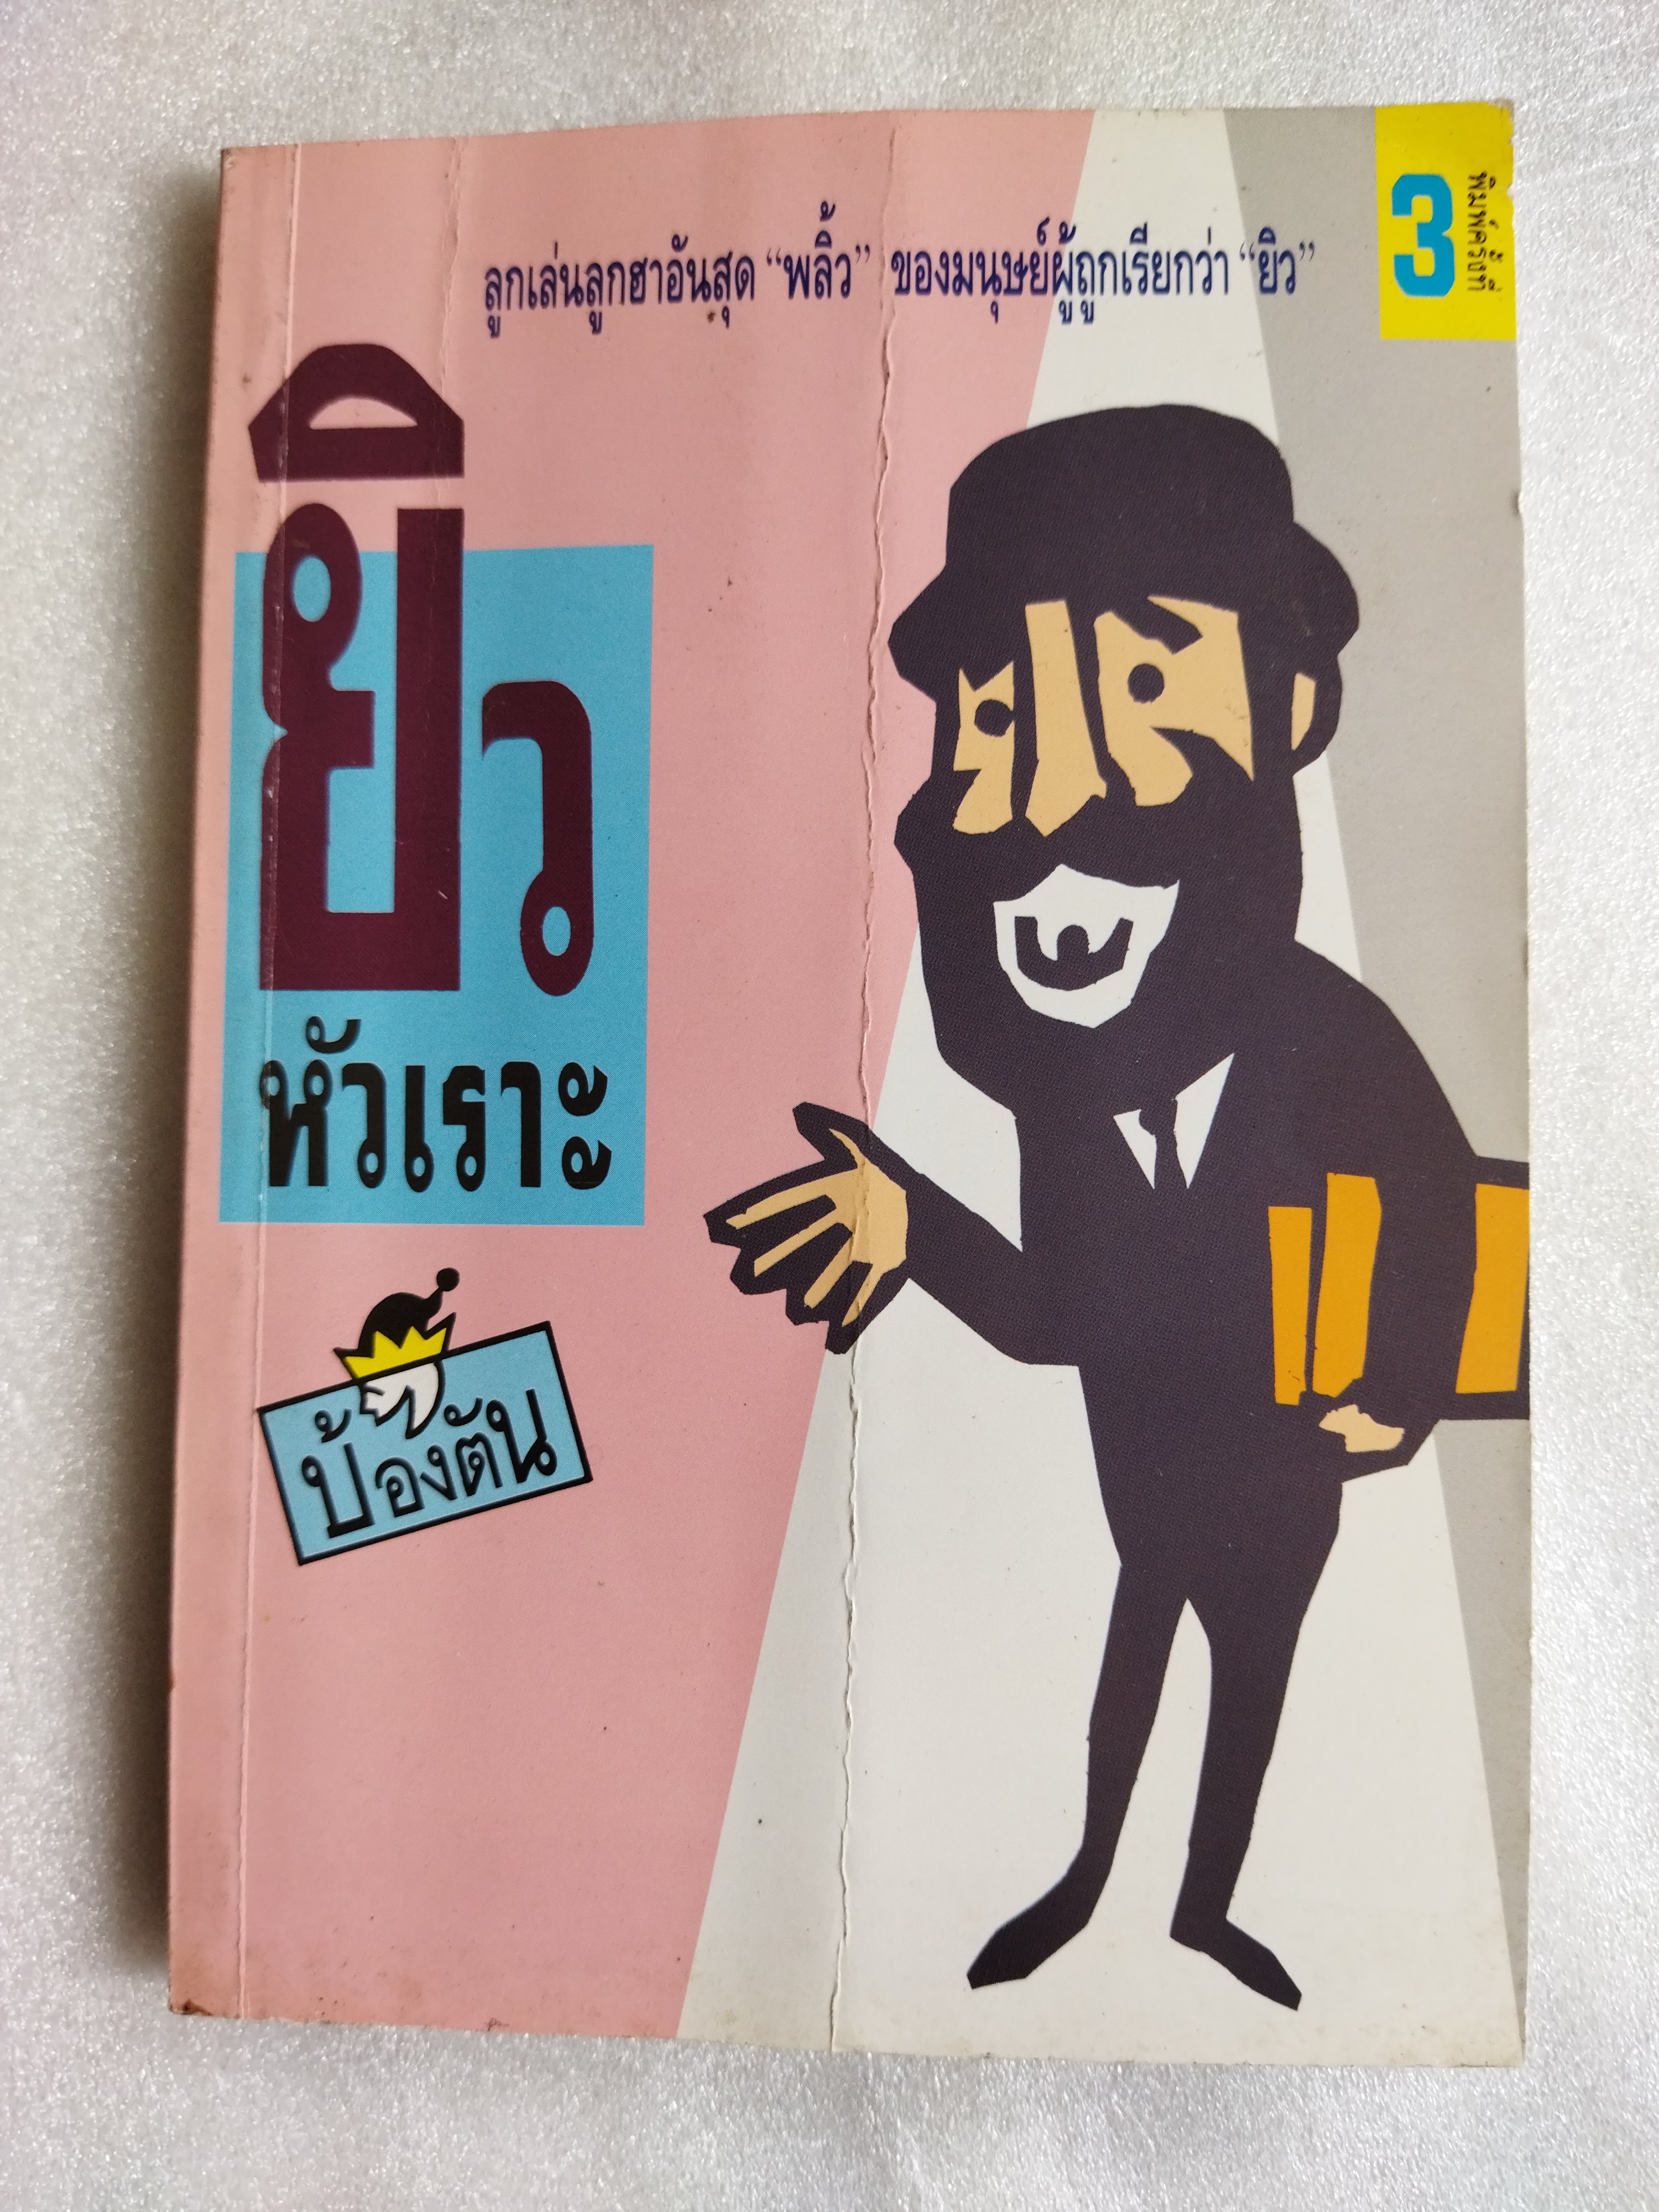 3
พิมพ์ครั้งที่
ลูกเล่นลูกฮาอันสุด “พลิ้ว” ของมนุษย์ผู้ถูกเรียกว่า “ยิว”
ยิว
หัวเราะ
ป้องตัน